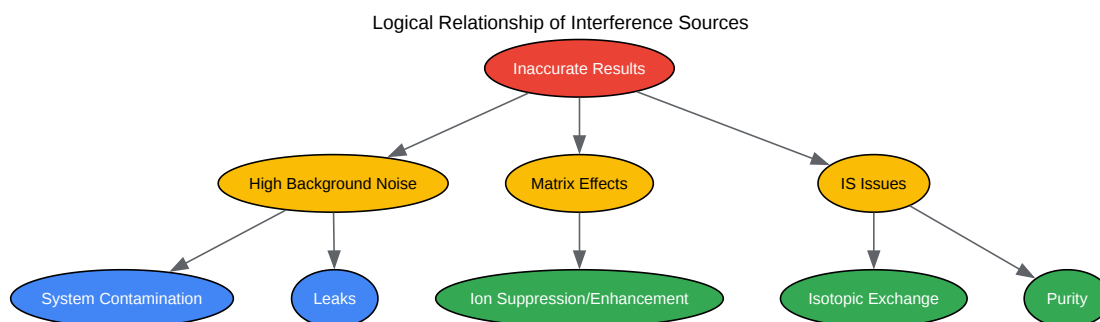 Logical Relationship of Interference Sources
Inaccurate Results
High Background Noise
Matrix Effects
IS Issues
System Contamination
Leaks
Ion Suppression/Enhancement
Isotopic Exchange
Purity